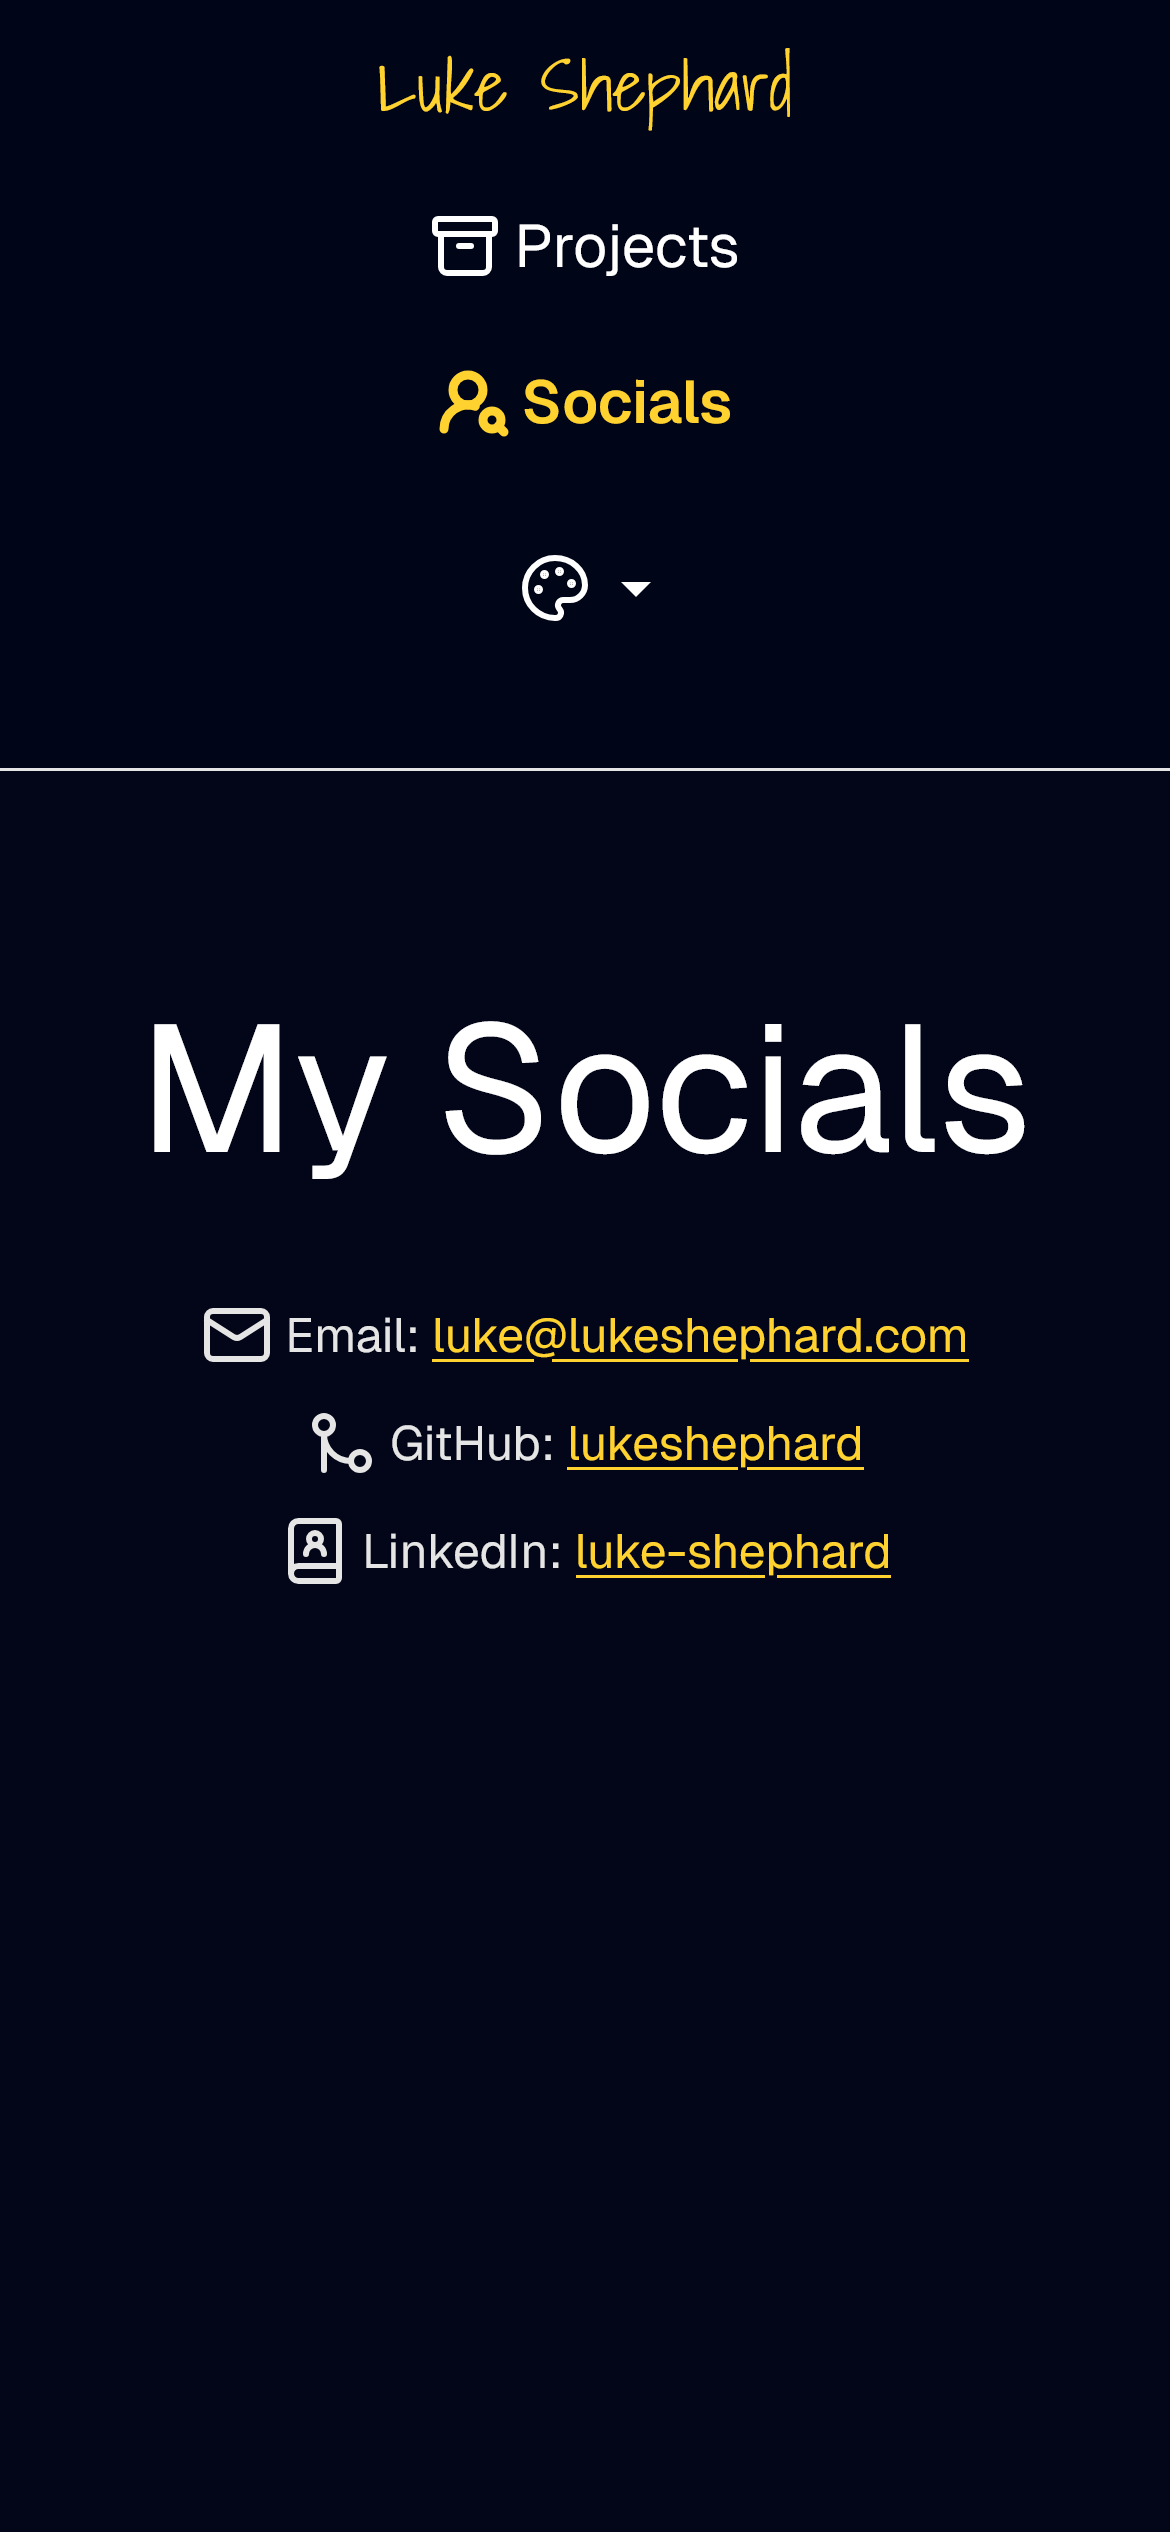 Luke Shephard
Projects
Socials
My Socials
Email: luke@lukeshephard.com
GitHub: lukeshephard
LinkedIn: luke-shephard